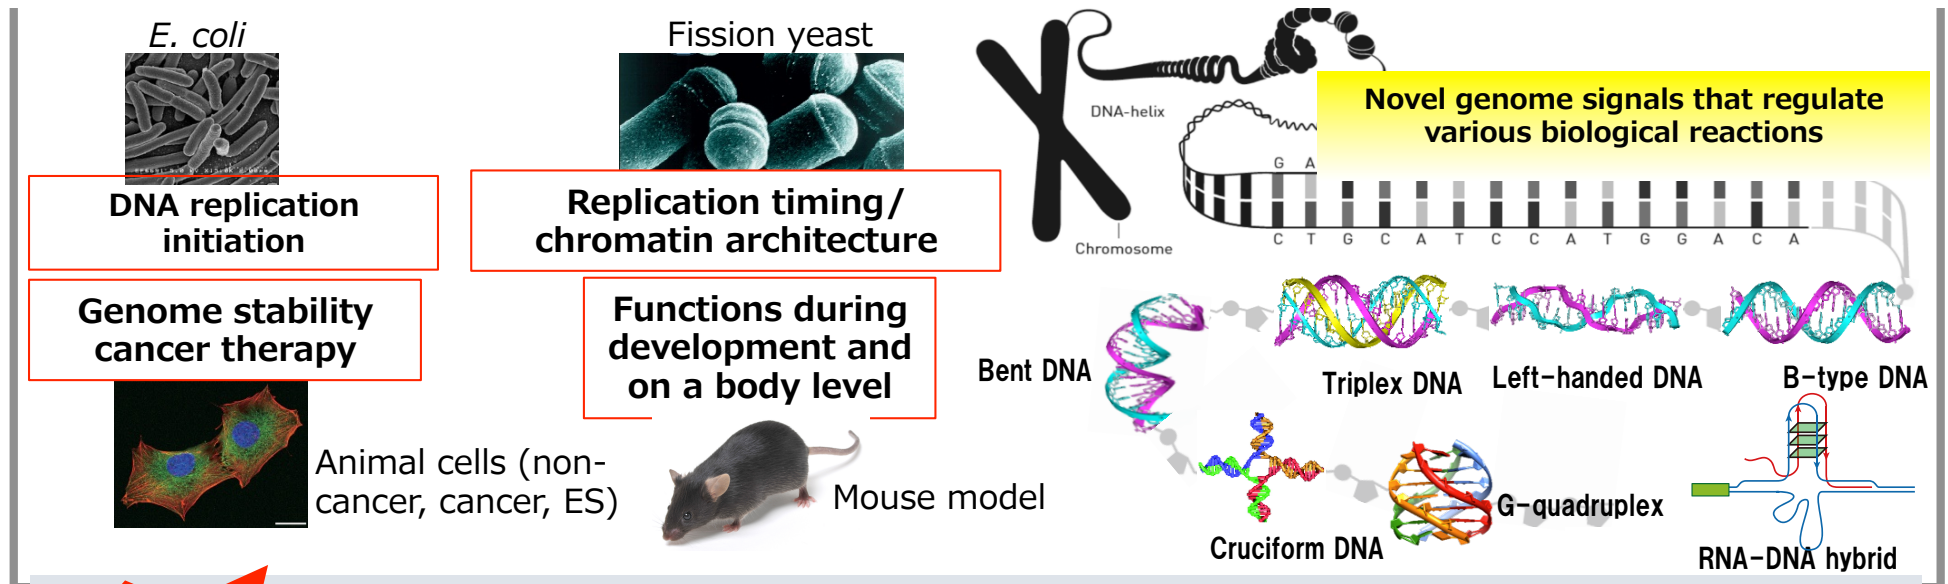 E. coli
DNA replication
initiation
Genome stability
cancer therapy
Animal cells (non-
cancer, cancer, ES)
Fission yeast
Replication timing/
chromatin architecture
Functions during
development and
on a body level
Mouse model
DNA-helix
Chromosome
Novel genome signals that regulate
various biological reactions
G A
C T G C A T C C A T G G A C A
Bent DNA
Triplex DNA
Left-handed DNA
B-type DNA
Cruciform DNA
G-quadruplex
RNA-DNA hybrid